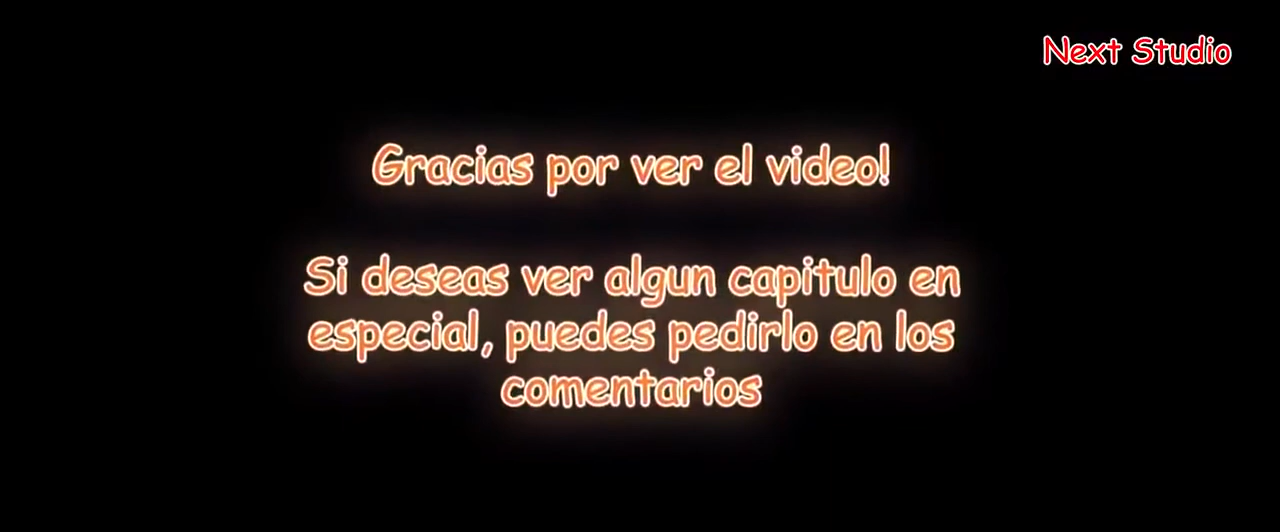 Next Studio
Gracias por ver el video!
Si deseas ver algun capitulo en
especial, puedes pedirlo en los
comentarios